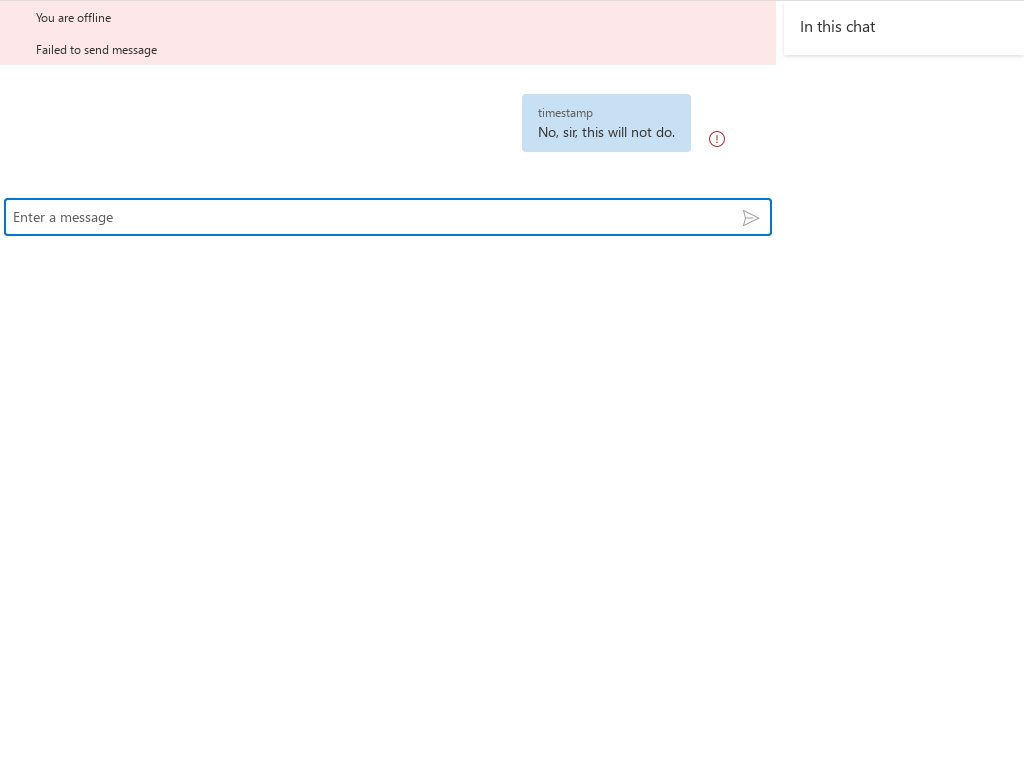 You are offline
Failed to send message
In this chat
timestamp
No, sir, this will not do.
Enter a message